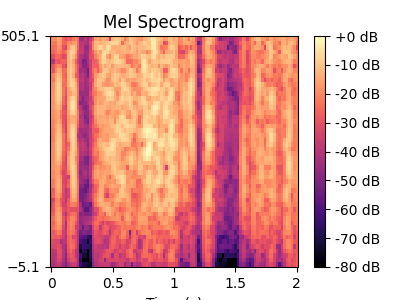 Mel Spectrogram
505.1
−5.1
0
0.5
1
1.5
2
+0 dB
-10 dB
-20 dB
-30 dB
-40 dB
-50 dB
-60 dB
-70 dB
-80 dB